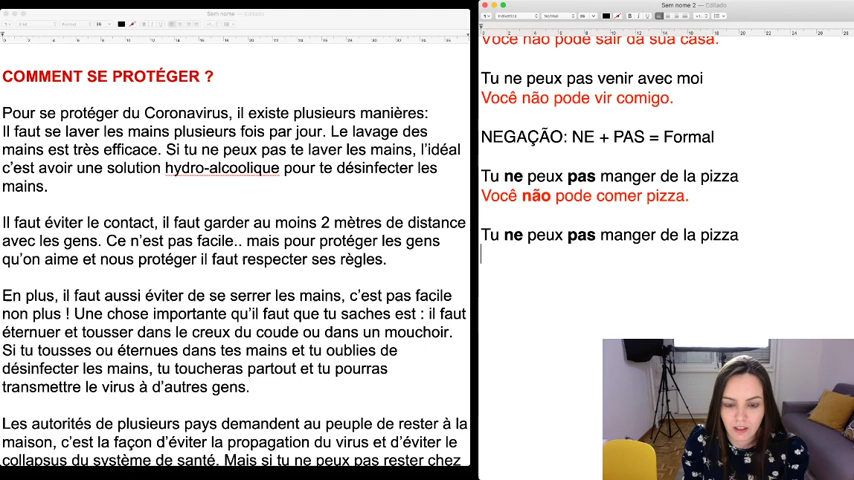 Sem nome — Editado
Sem nome 2 — Editado
Helvetica
Normal
COMMENT SE PROTÉGER ?
Pour se protéger du Coronavirus, il existe plusieurs manières:
Il faut se laver les mains plusieurs fois par jour. Le lavage des
mains est très efficace. Si tu ne peux pas te laver les mains, l'idéal
c'est avoir une solution hydro-alcoolique pour te désinfecter les
mains.
Il faut éviter le contact, il faut garder au moins 2 mètres de distance
avec les gens. Ce n'est pas facile.. mais pour protéger les gens
qu'on aime et nous protéger il faut respecter ses règles.
En plus, il faut aussi éviter de se serrer les mains, c'est pas facile
non plus ! Une chose importante qu'il faut que tu saches est : il faut
éternuer et tousser dans le creux du coude ou dans un mouchoir.
Si tu tousses ou éternues dans tes mains et tu oublies de
désinfecter les mains, tu toucheras partout et tu pourras
transmettre le virus à d'autres gens.
Les autorités de plusieurs pays demandent au peuple de rester à la
maison, c'est la façon d'éviter la propagation du virus et d'éviter le
collapsus du système de santé. Mais si tu ne peux pas rester chez
Você não pode sair da sua casa.
Tu ne peux pas venir avec moi
Você não pode vir comigo.
NEGAÇÃO: NE + PAS = Formal
Tu ne peux pas manger de la pizza
Você não pode comer pizza.
Tu ne peux pas manger de la pizza